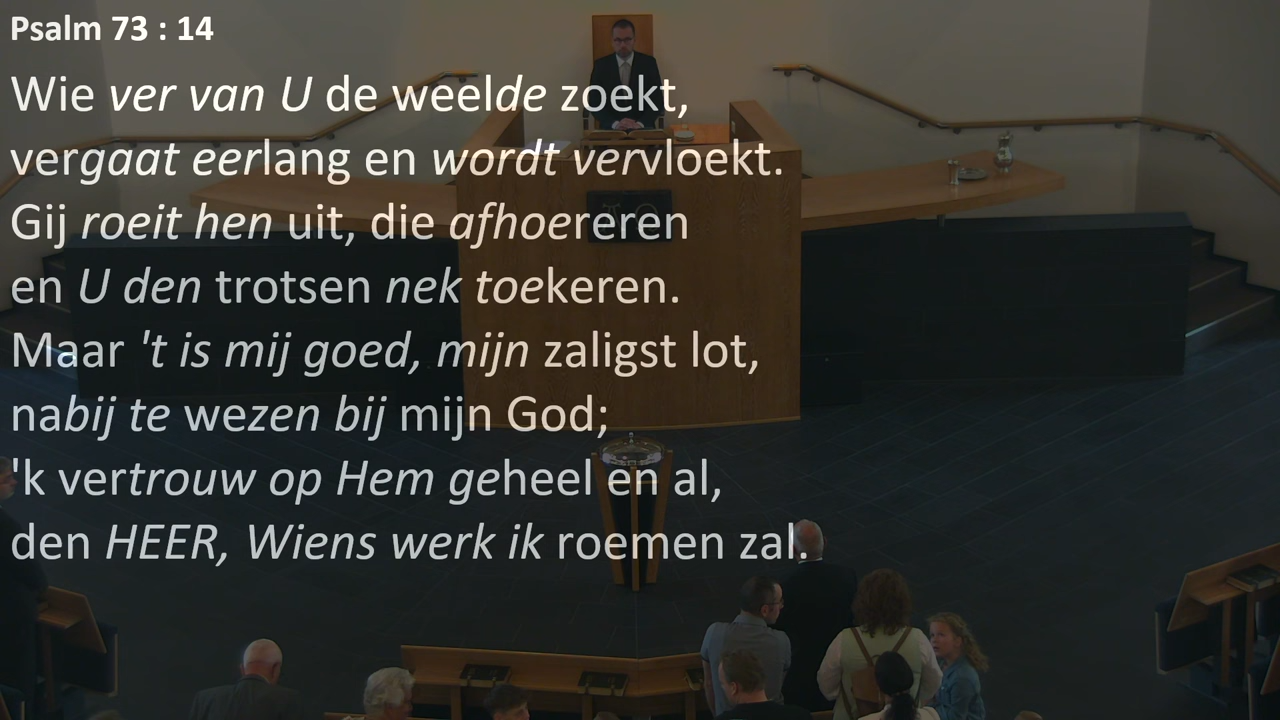 Psalm 73 : 14
Wie ver van U de weelde zoekt,
vergaat eerlang en wordt vervloekt.
Gij roeit hen uit, die afhoereren
en U den trotsen nek toekeren.
Maar 't is mij goed, mijn zaligst lot,
nabij te wezen bij mijn God;
'k vertrouw op Hem geheel en al,
den HEER, Wiens werk ik roemen zal.